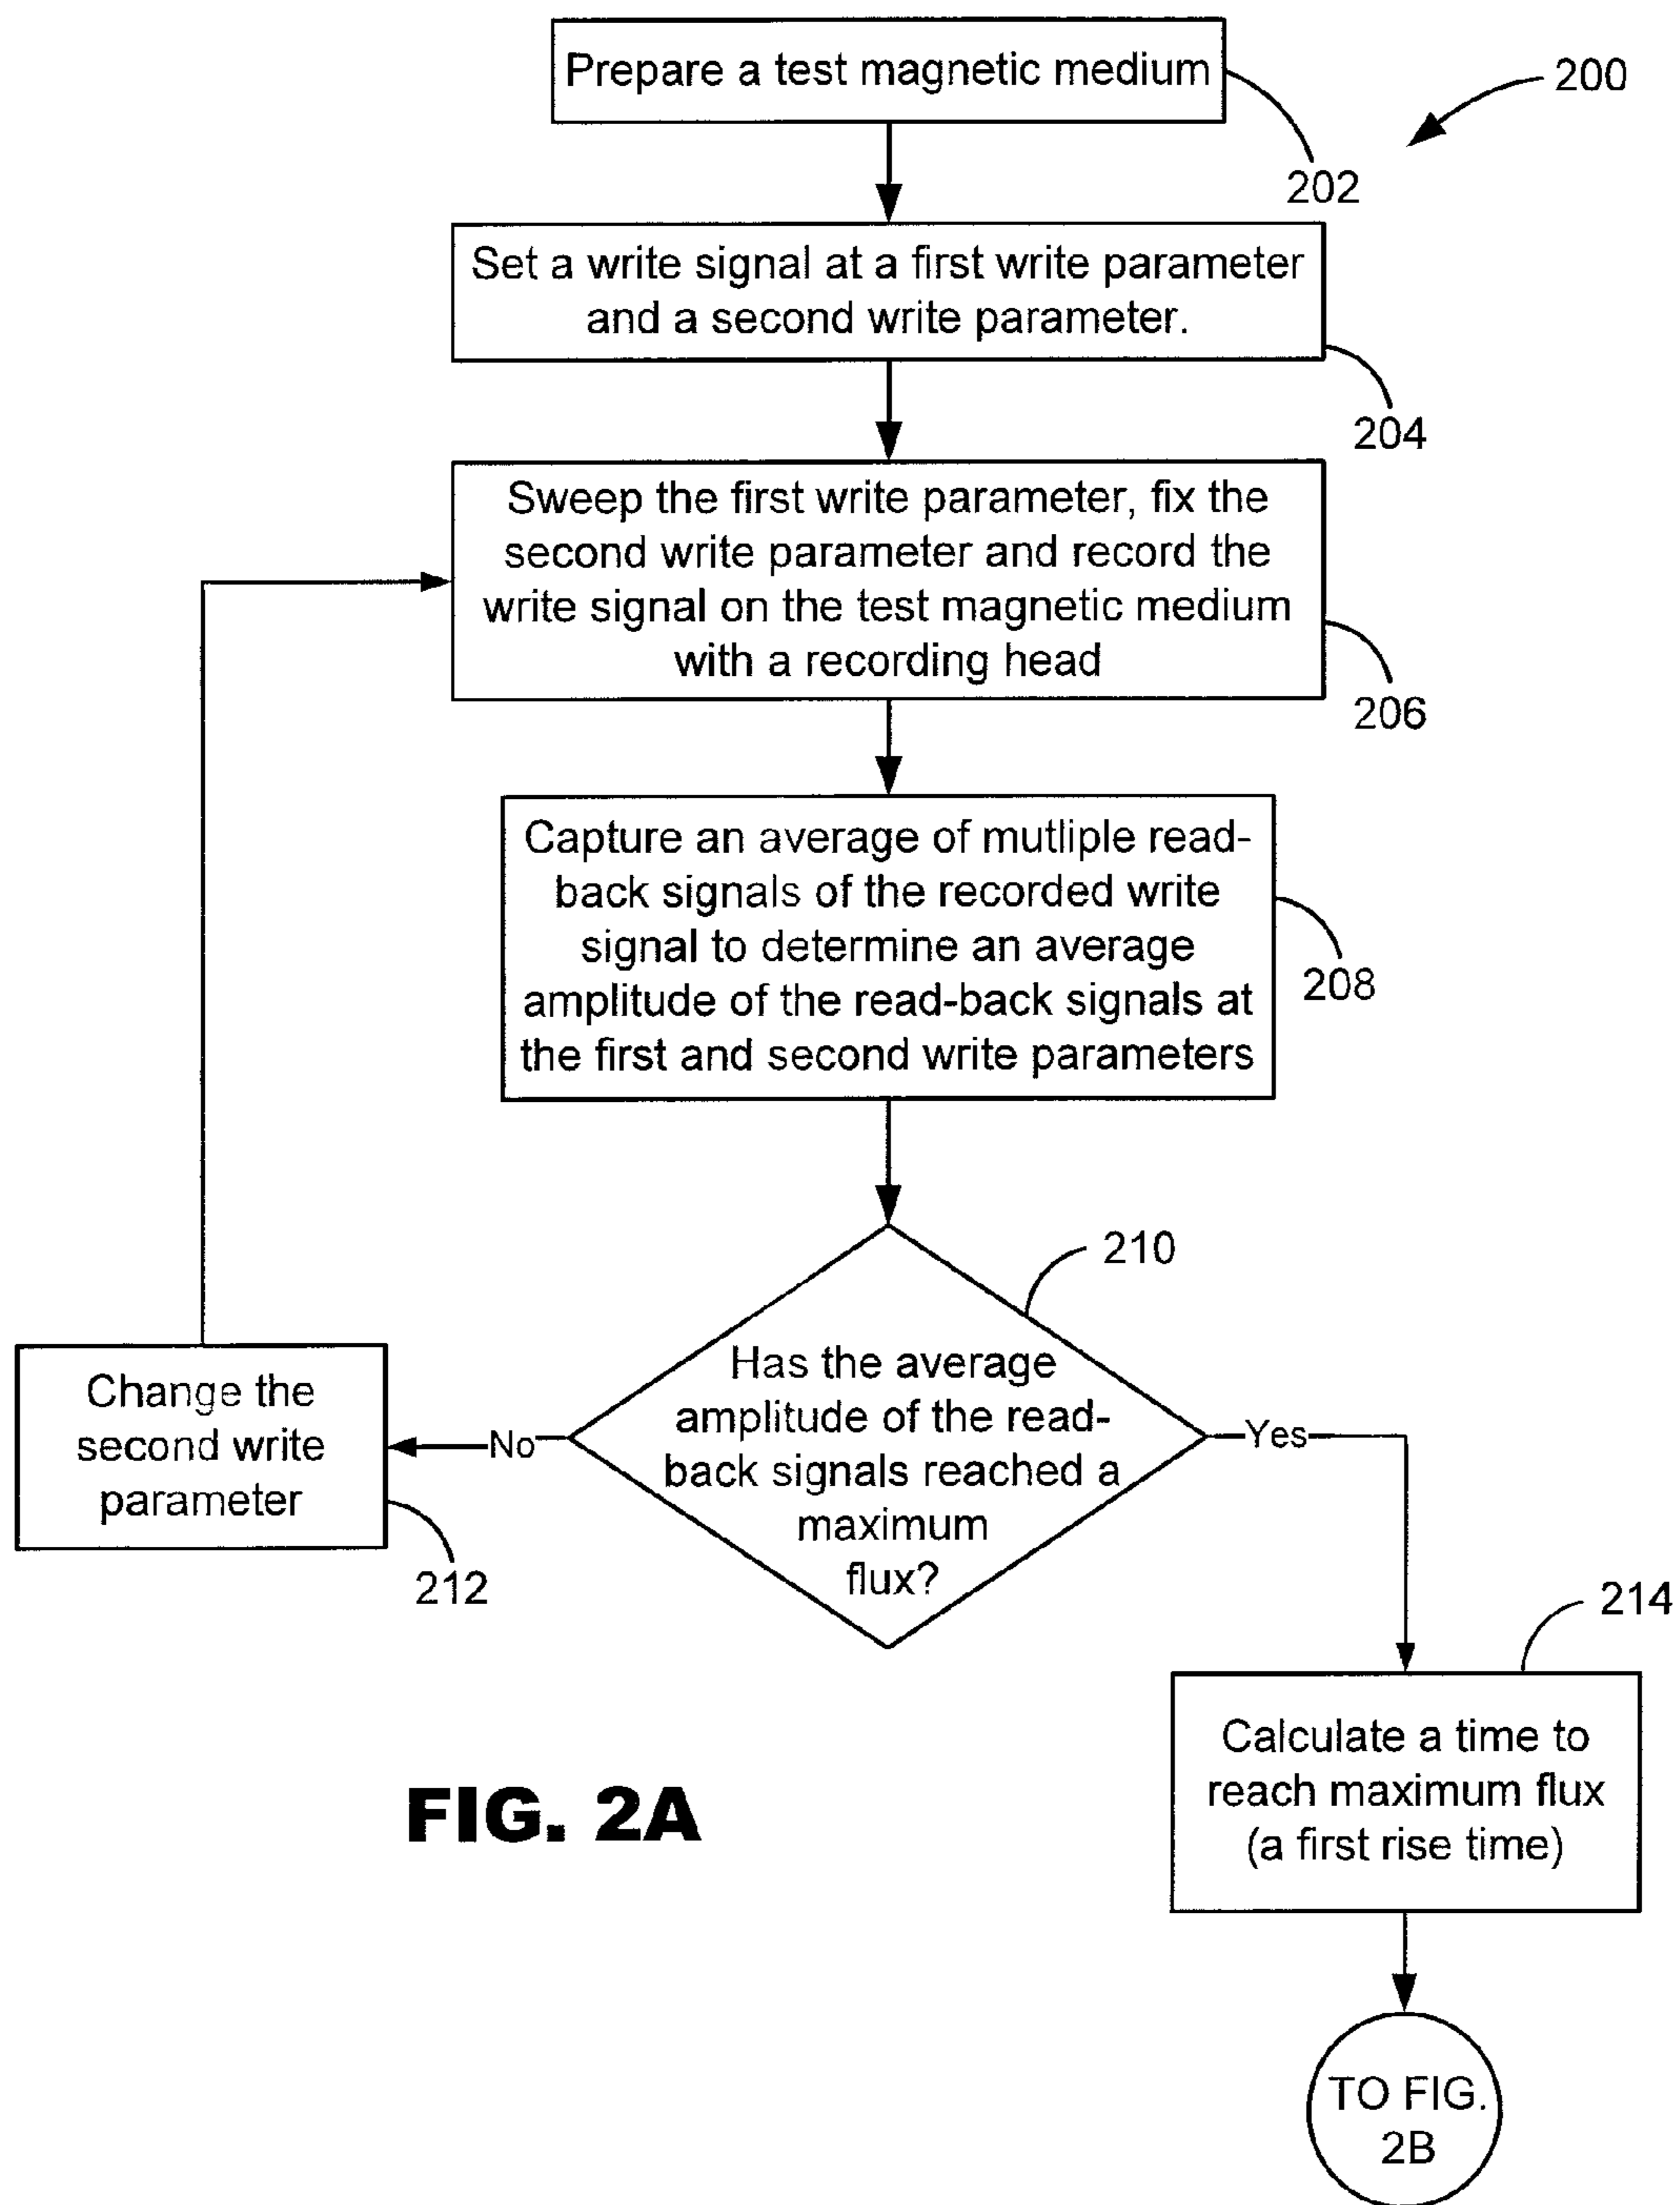 Prepare a test magnetic medium
200
202
Set a write signal at a first write parameter
and a second write parameter.
204
Sweep the first write parameter, fix the
second write parameter and record the
write signal on the test magnetic medium
with a recording head
206
Capture an average of mutliple read-
back signals of the recorded write
signal to determine an average
amplitude of the read-back signals at
the first and second write parameters
208
210
Has the average
amplitude of the read-
back signals reached a
maximum
flux?
No
Yes
Change the
second write
parameter
212
214
Calculate a time to
reach maximum flux
(a first rise time)
FIG. 2A
TO FIG.
2B